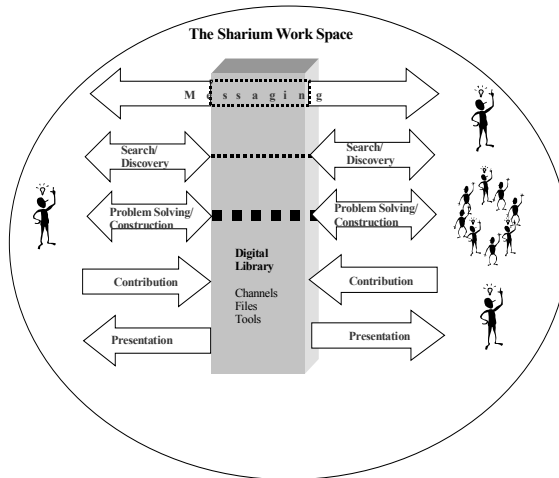 The Sharium Work Space
M e s s a g i n g
Search/
Discovery
Search/
Discovery
Problem Solving/
Construction
Problem Solving/
Construction
Digital
Library
Contribution
Contribution
Channels
Files
Tools
Presentation
Presentation